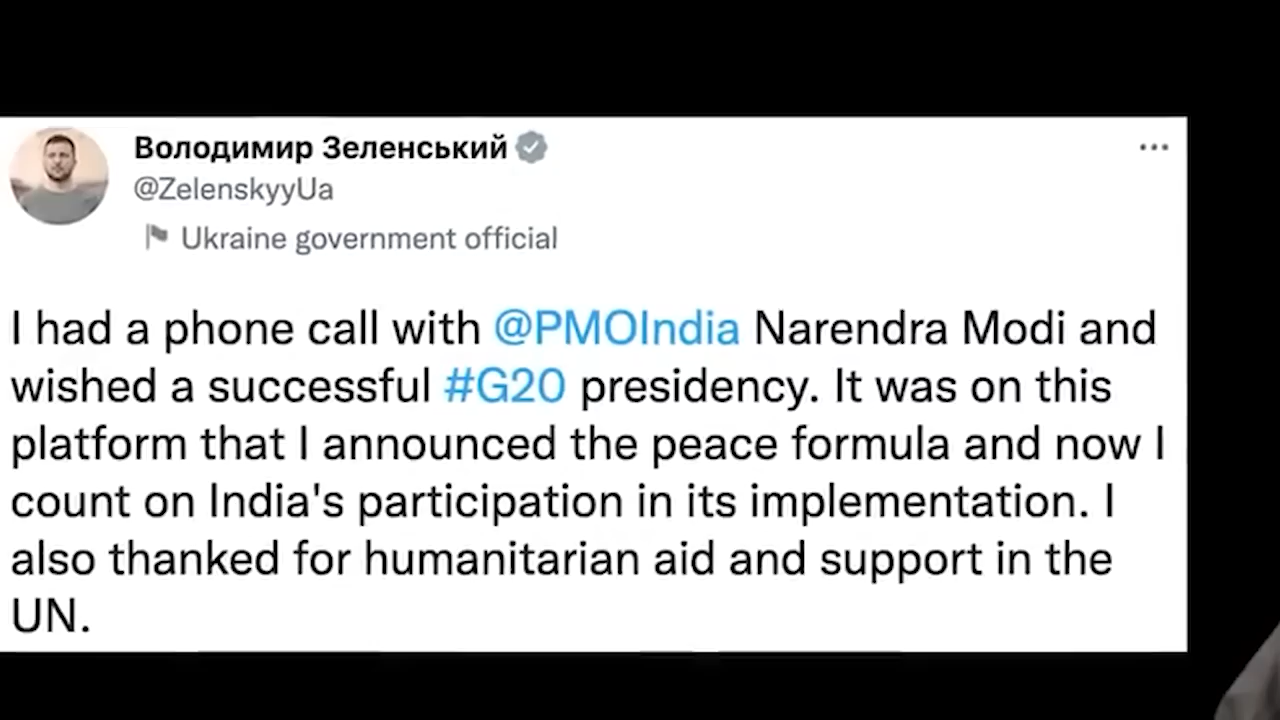 Володимир Зеленський
@ZelenskyyUa
Ukraine government official
I had a phone call with @PMOIndia Narendra Modi and
wished a successful #G20 presidency. It was on this
platform that I announced the peace formula and now I
count on India's participation in its implementation. I
also thanked for humanitarian aid and support in the
UN.